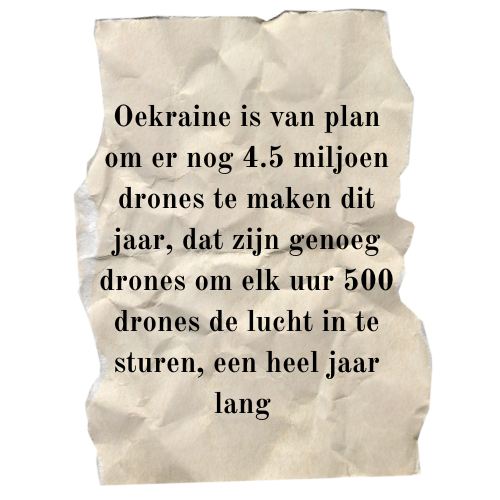 Oekraine is van plan
om er nog 4.5 miljoen
drones te maken dit
jaar, dat zijn genoeg
drones om elk uur 500
drones de lucht in te
sturen, een heel jaar
lang